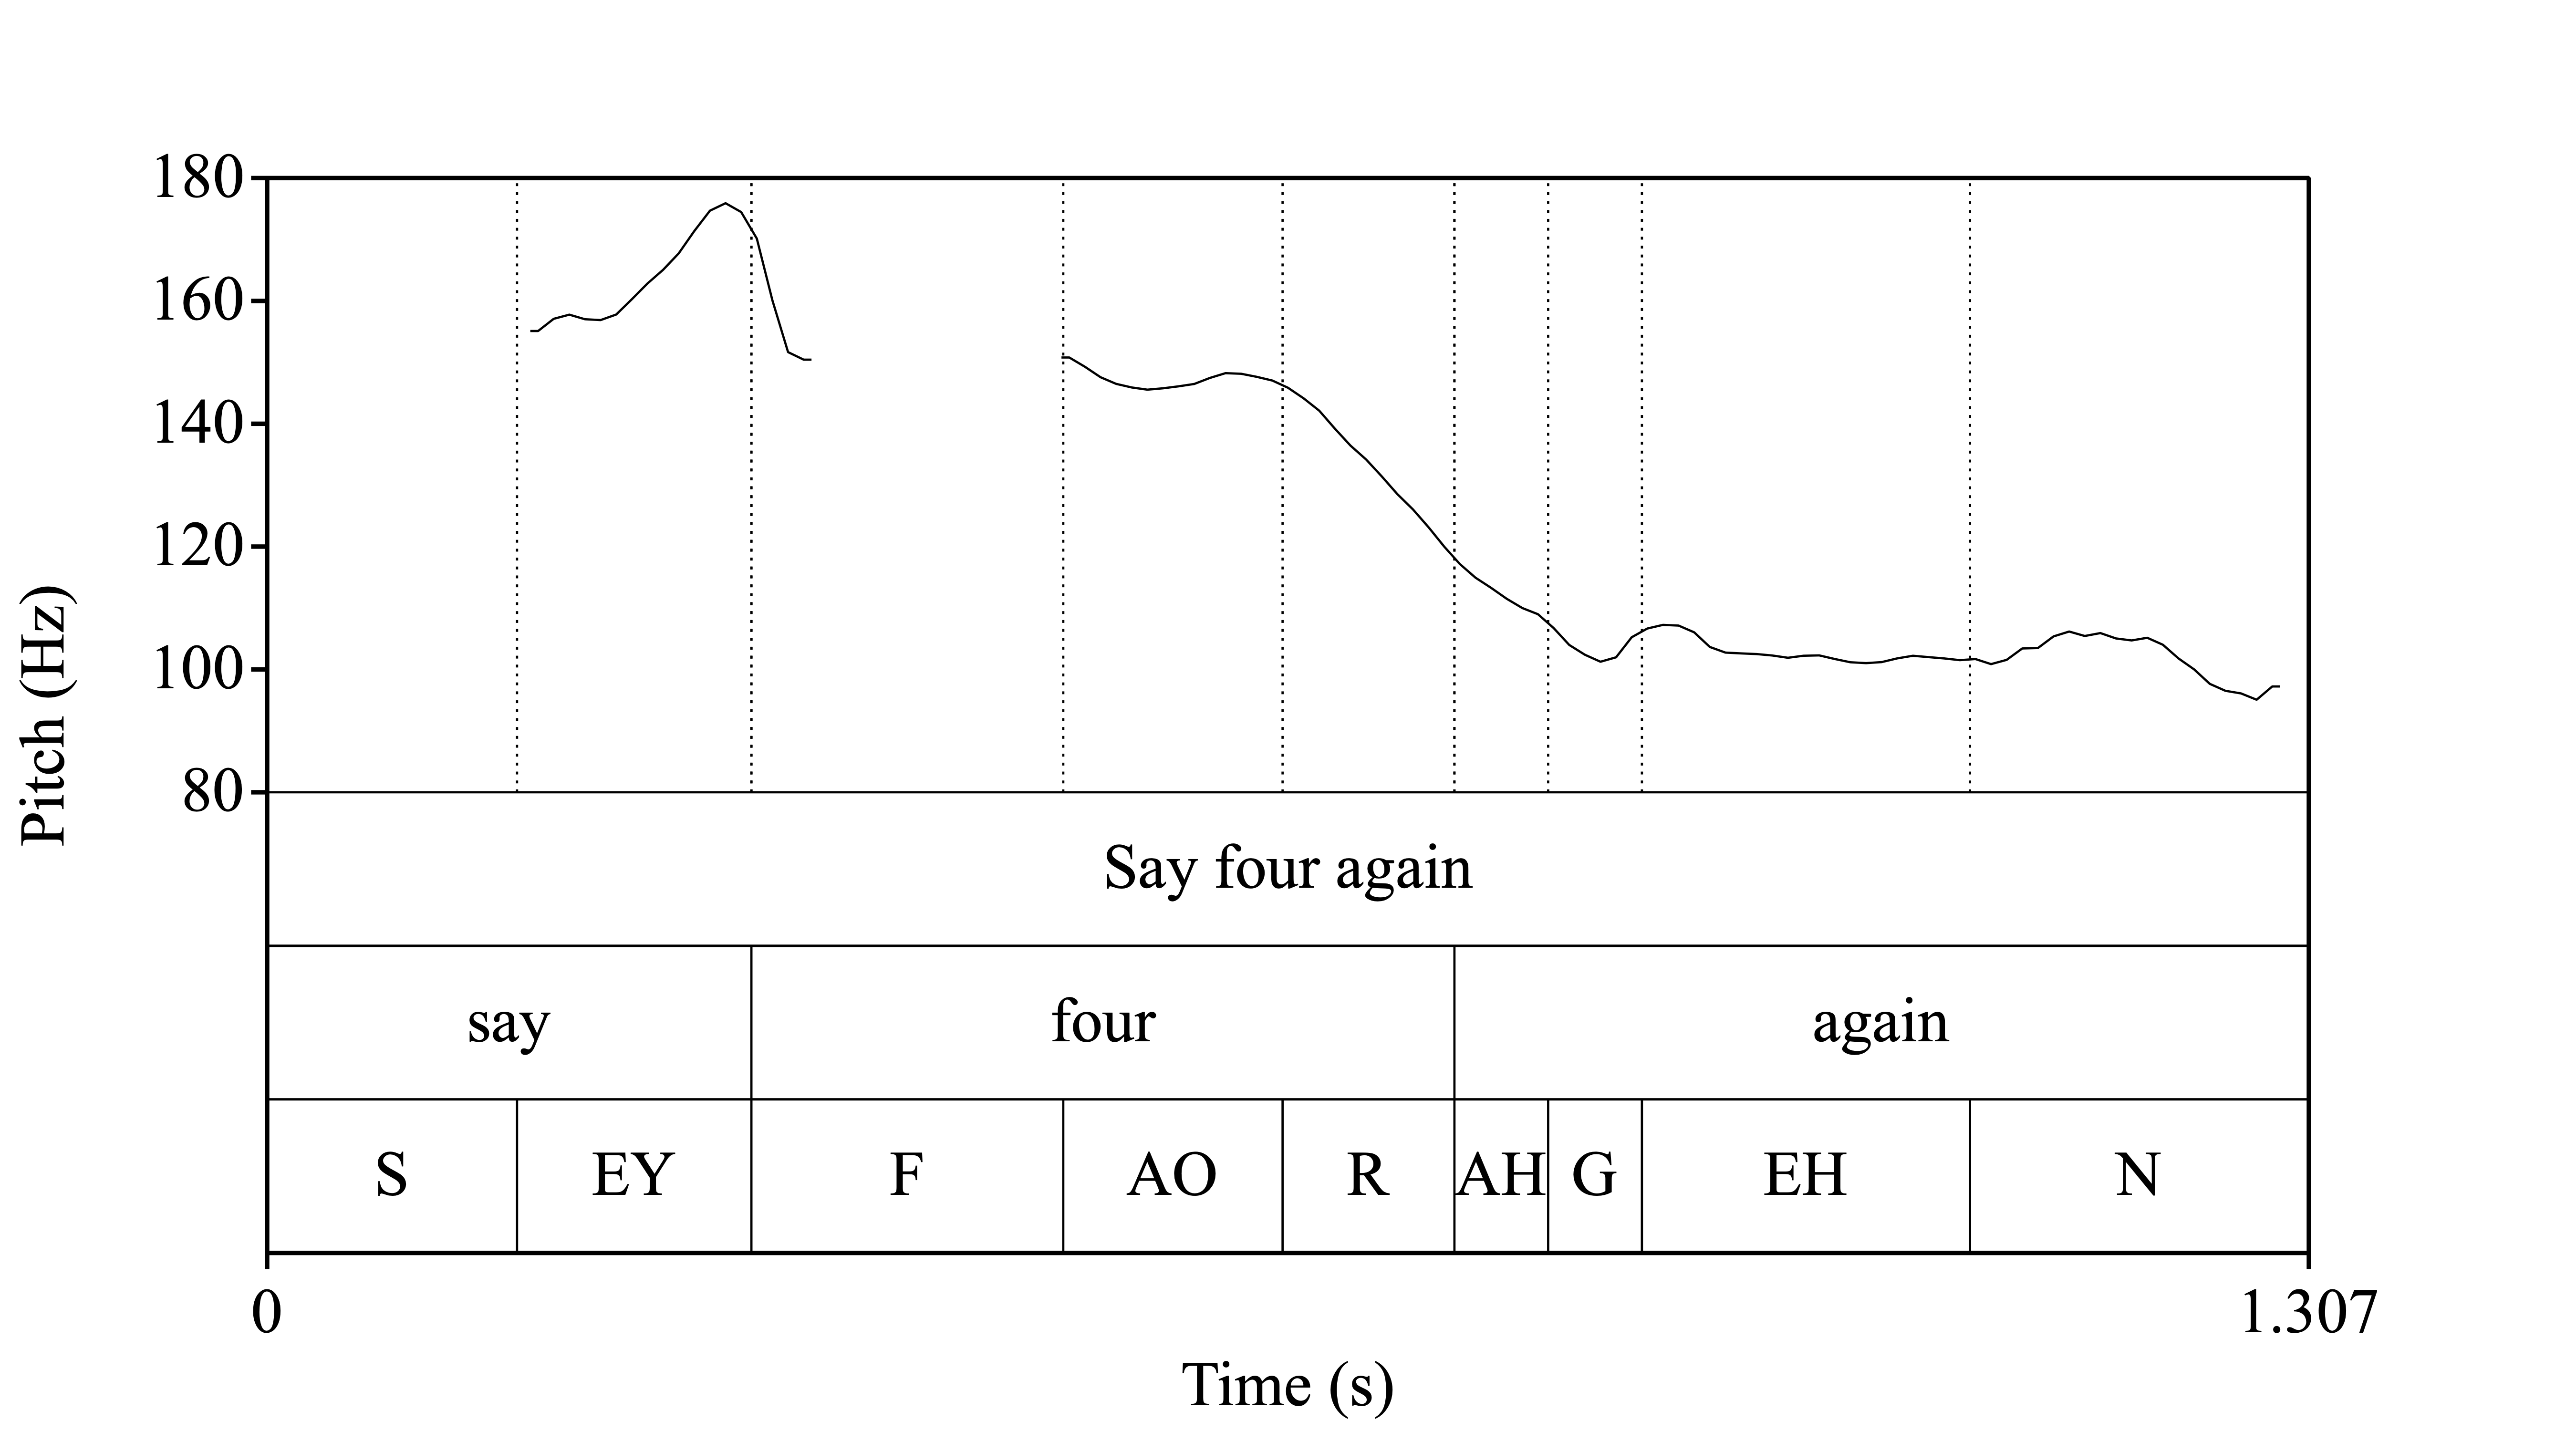 180
160
140
120
100
80
Pitch (Hz)
Say four again
say four again
S EY F AO R AH G EH N
0 1.307
Time (s)